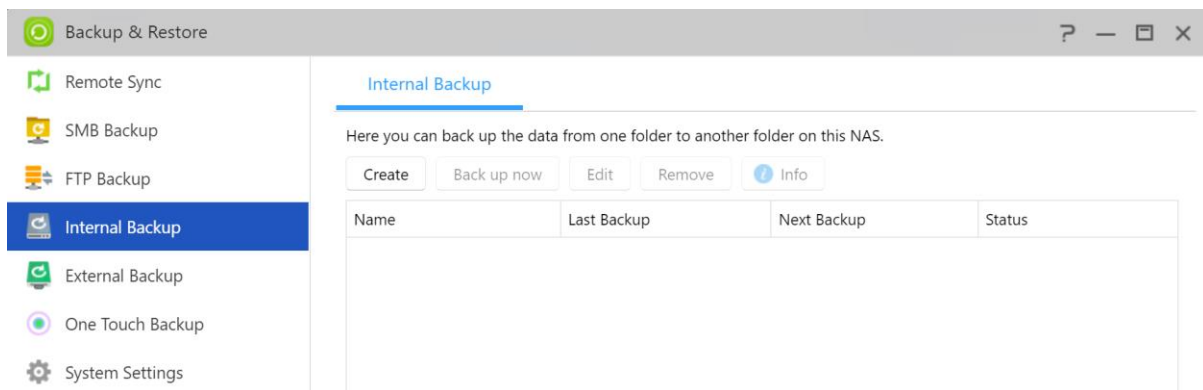 Backup & Restore
Remote Sync
SMB Backup
FTP Backup
Internal Backup
External Backup
One Touch Backup
System Settings
Internal Backup
Here you can back up the data from one folder to another folder on this NAS.
Create Back up now Edit Remove i Info
Name Last Backup Next Backup Status